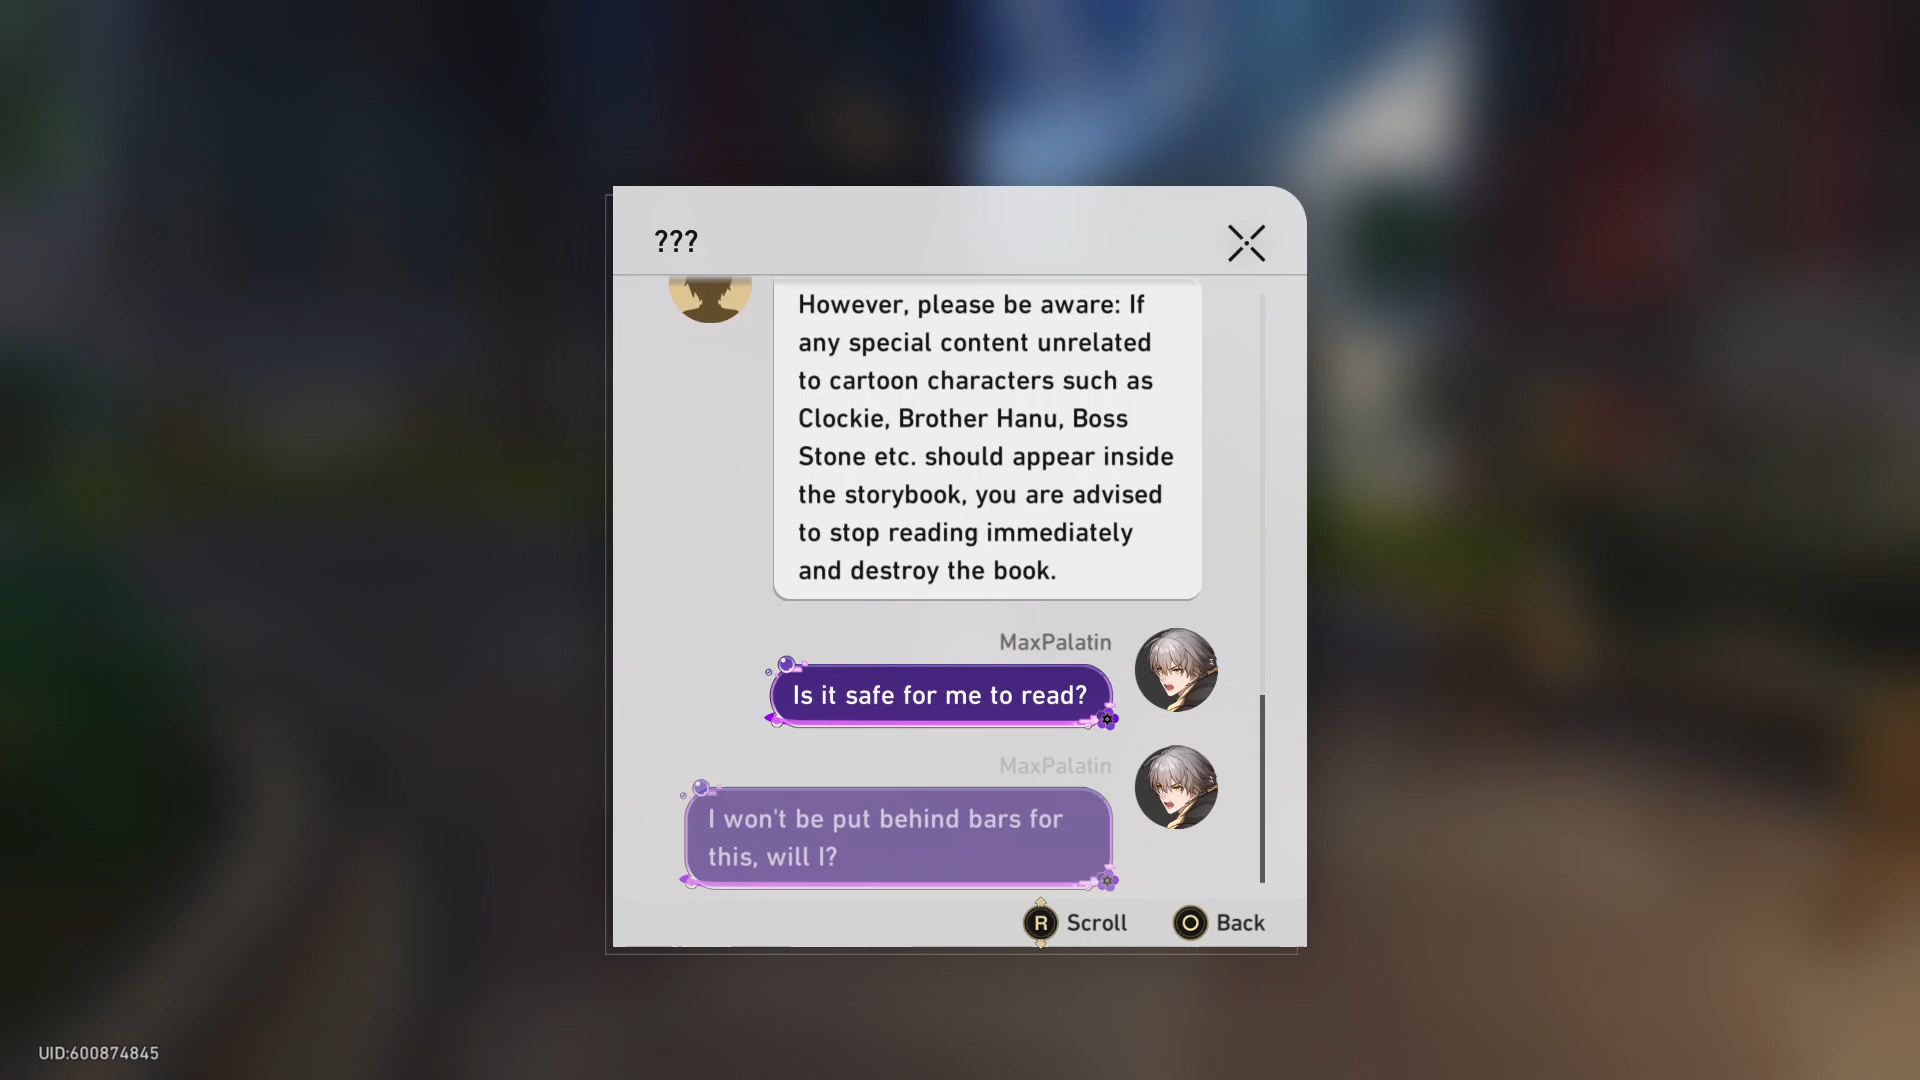 ???
However, please be aware: If
any special content unrelated
to cartoon characters such as
Clockie, Brother Hanu, Boss
Stone etc. should appear inside
the storybook, you are advised
to stop reading immediately
and destroy the book.
MaxPalatin
Is it safe for me to read?
MaxPalatin
I won't be put behind bars for
this, will I?
R Scroll
Back
UID:600874845